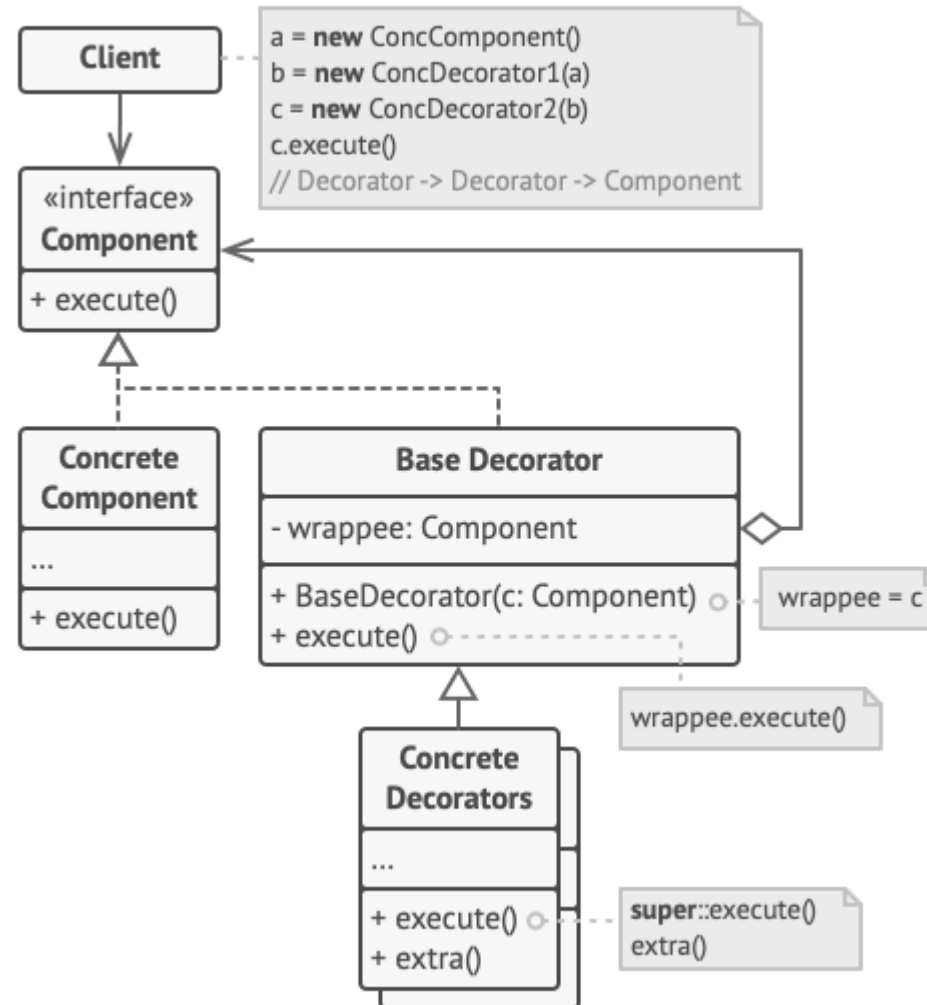 Client
a = new ConcComponent()
b = new ConcDecorator1(a)
c = new ConcDecorator2(b)
c.execute()
// Decorator -> Decorator -> Component
«interface»
Component
+ execute()
Concrete
Component
...
+ execute()
Base Decorator
- wrappee: Component
+ BaseDecorator(c: Component)
+ execute()
wrappee = c
wrappee.execute()
Concrete
Decorators
...
+ execute()
+ extra()
super::execute()
extra()